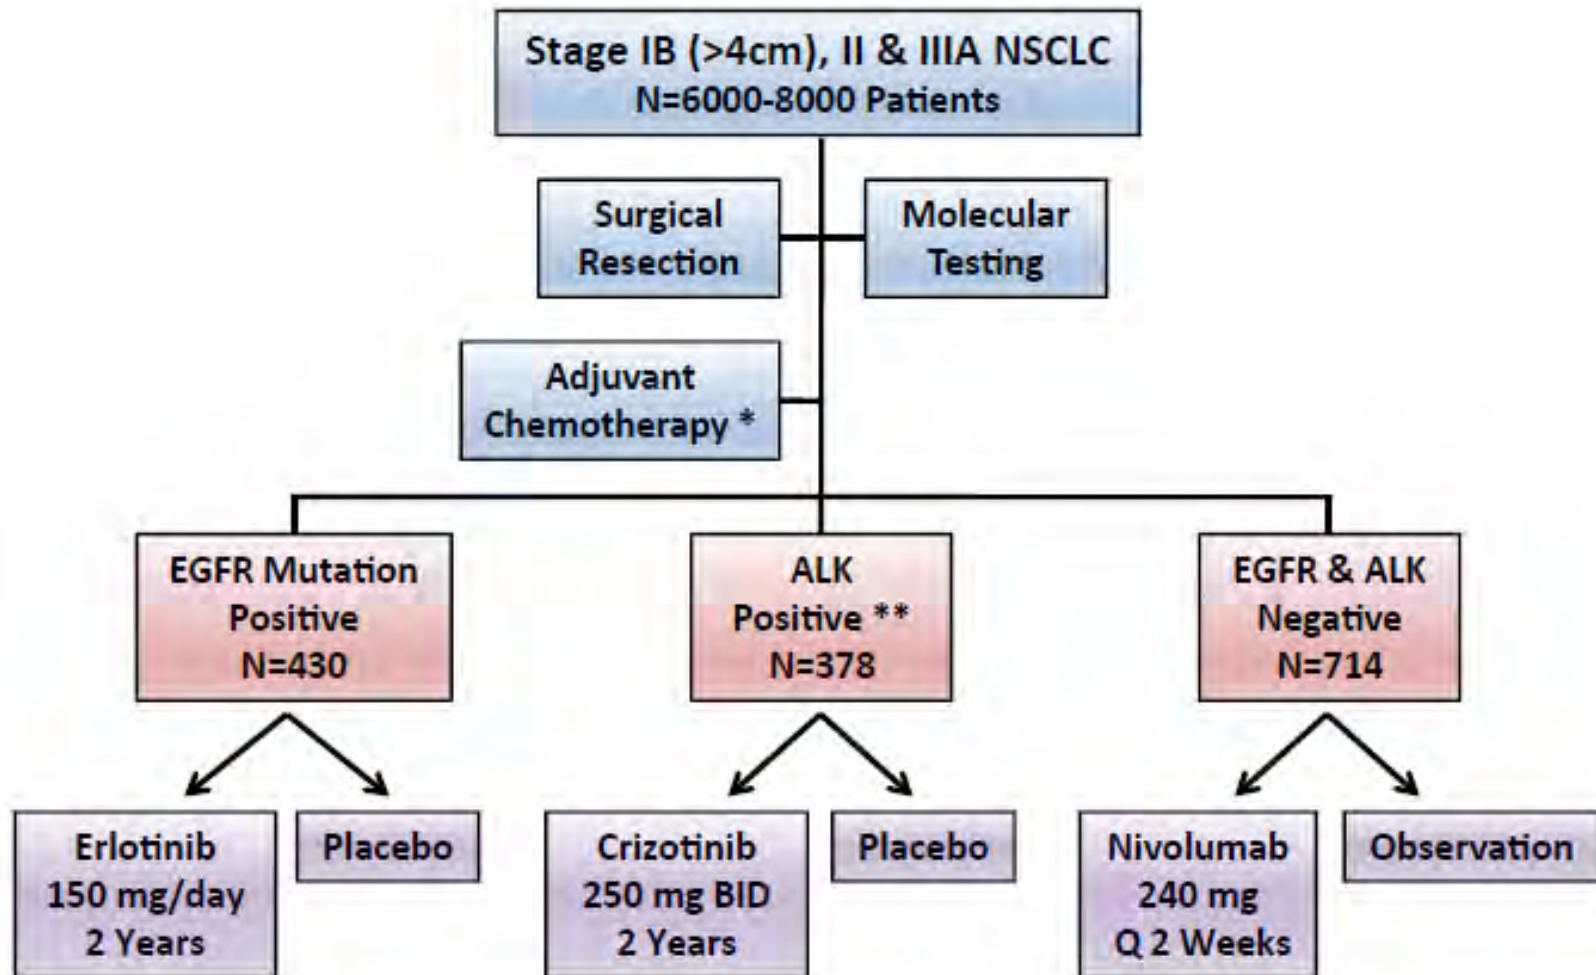 Stage IB (>4cm), II & IIIA NSCLC
N=6000-8000 Patients
Surgical
Resection
Molecular
Testing
Adjuvant
Chemotherapy *
EGFR Mutation
Positive
N=430
ALK
Positive **
N=378
EGFR & ALK
Negative
N=714
Erlotinib
150 mg/day
2 Years
Placebo
Crizotinib
250 mg BID
2 Years
Placebo
Nivolumab
240 mg
Q 2 Weeks
Observation